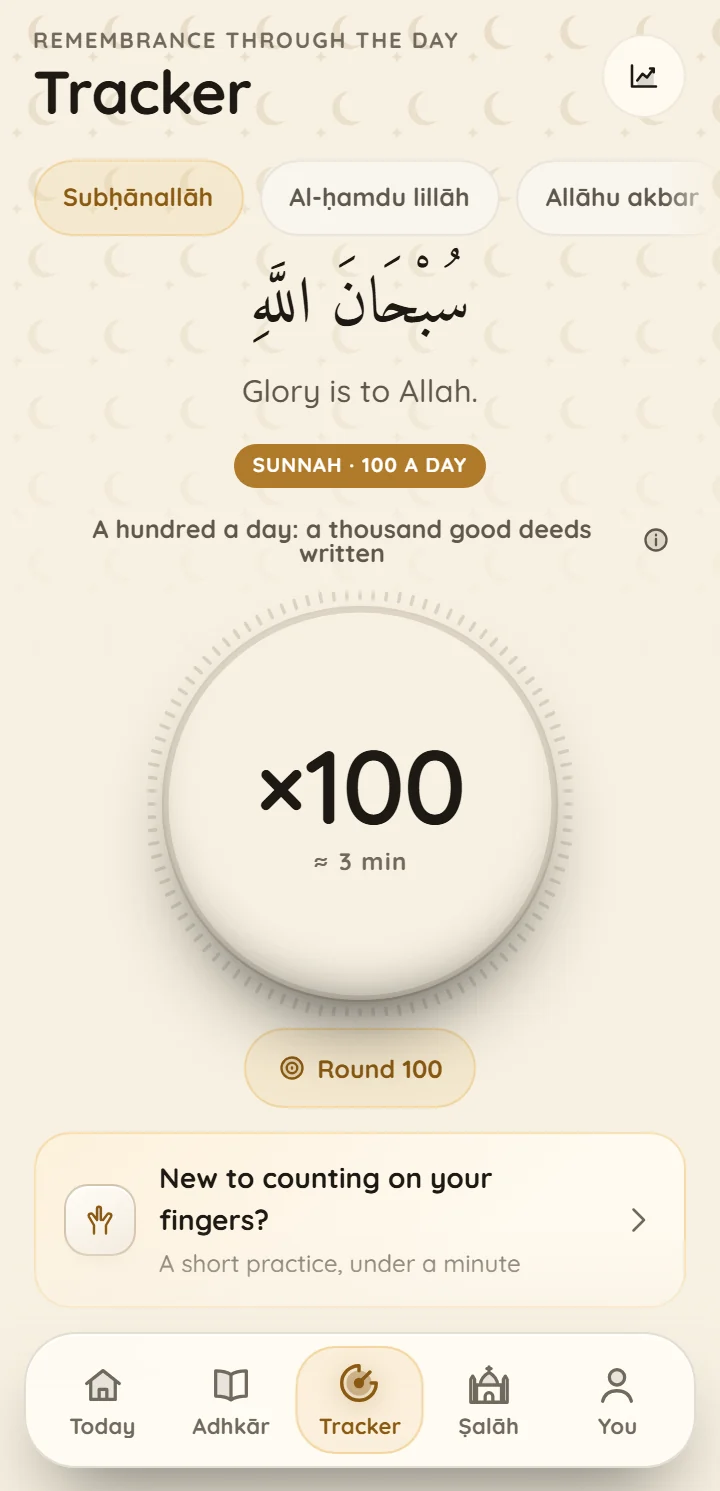 REMEMBRANCE THROUGH THE DAY
Tracker
Subḥānallāh
Al-ḥamdu lillāh
Allāhu akbar
سُبْحَانَ اللَّهِ
Glory is to Allah.
SUNNAH · 100 A DAY
A hundred a day: a thousand good deeds
written
×100
≈ 3 min
Round 100
New to counting on your
fingers?
A short practice, under a minute
Today
Adhkār
Tracker
Ṣalāh
You